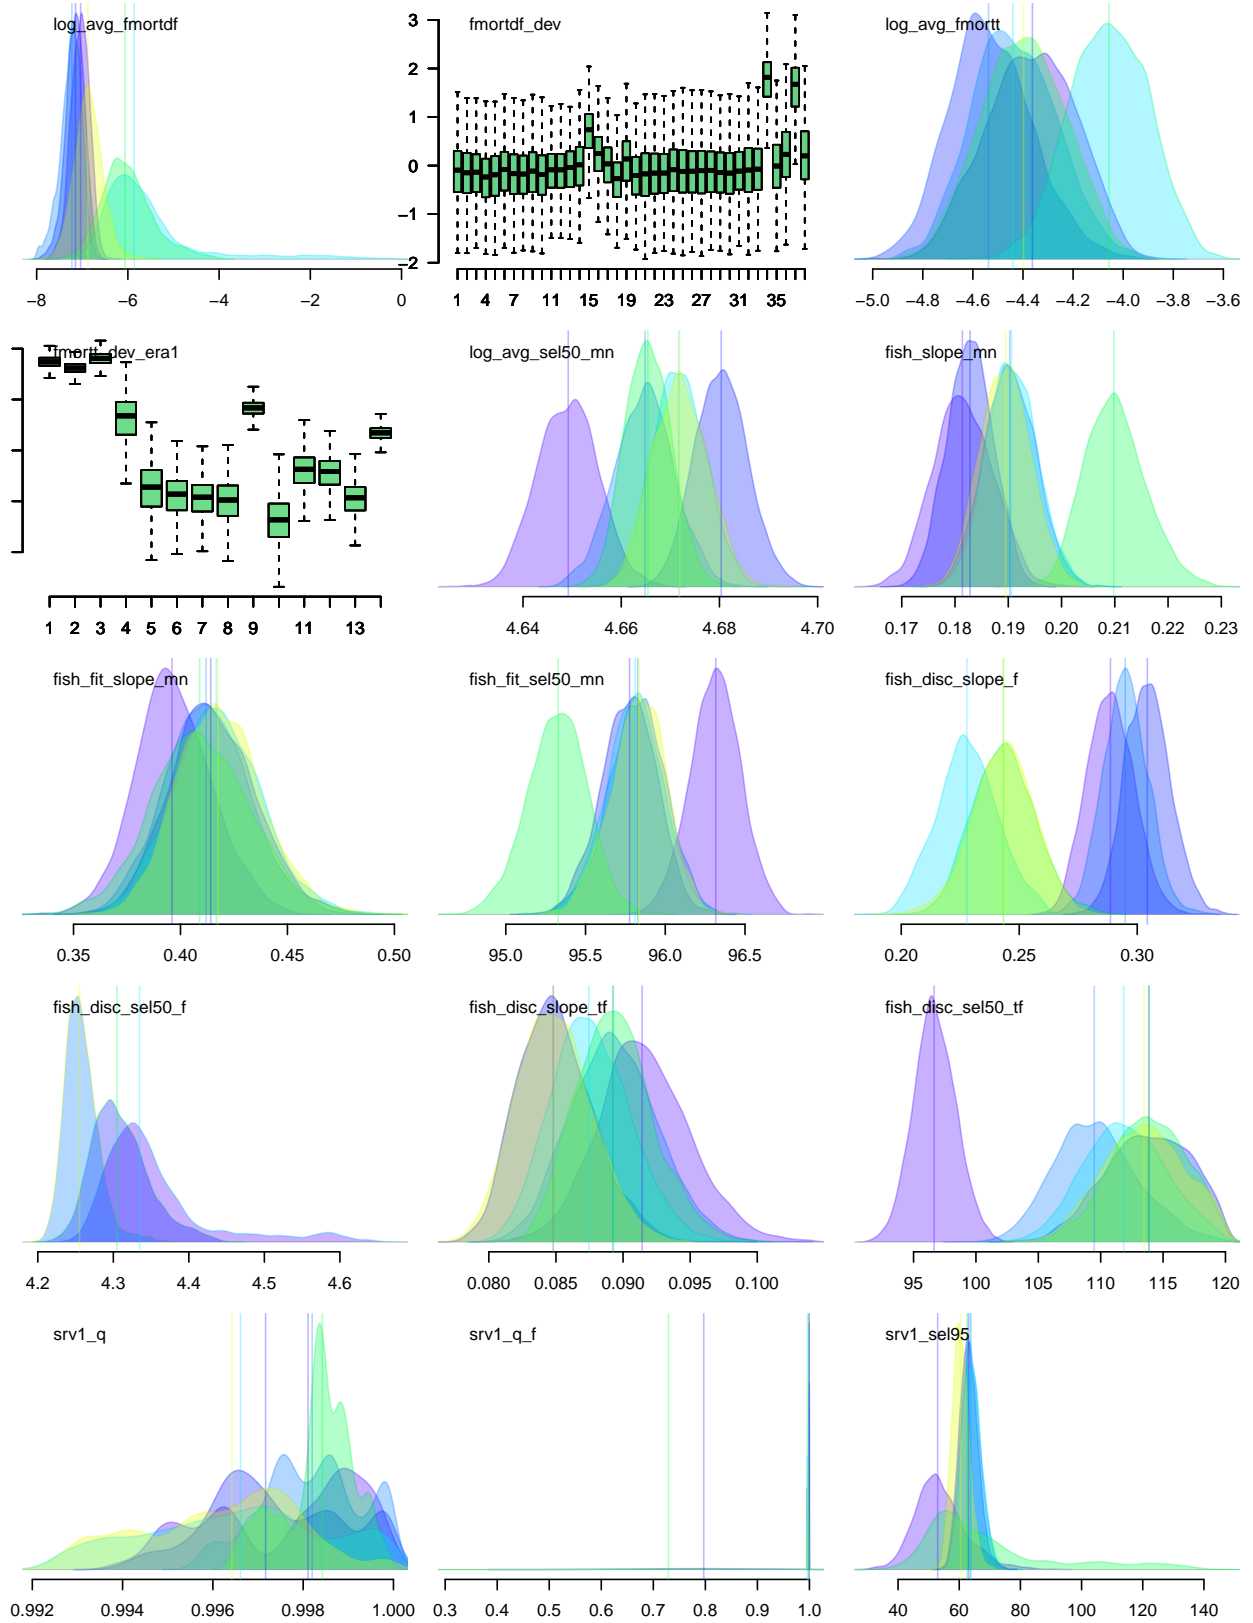 log_avg_fmortdf
fmortdf_dev
log_avg_fmortt
3
2
1
0
−1
−2
−8 −6 −4 −2 0
1 4 7 11 15 19 23 27 31 35
−5.0 −4.8 −4.6 −4.4 −4.2 −4.0 −3.8 −3.6
fmortt_dev_era1
log_avg_sel50_mn
fish_slope_mn
1 2 3 4 5 6 7 8 9 11 13
4.64 4.66 4.68 4.70
0.17 0.18 0.19 0.20 0.21 0.22 0.23
fish_fit_slope_mn
fish_fit_sel50_mn
fish_disc_slope_f
0.35 0.40 0.45 0.50
95.0 95.5 96.0 96.5
0.20 0.25 0.30
fish_disc_sel50_f
fish_disc_slope_tf
fish_disc_sel50_tf
4.2 4.3 4.4 4.5 4.6
0.080 0.085 0.090 0.095 0.100
95 100 105 110 115 120
srv1_q
srv1_q_f
srv1_sel95
0.992 0.994 0.996 0.998 1.000
0.3 0.4 0.5 0.6 0.7 0.8 0.9 1.0
40 60 80 100 120 140